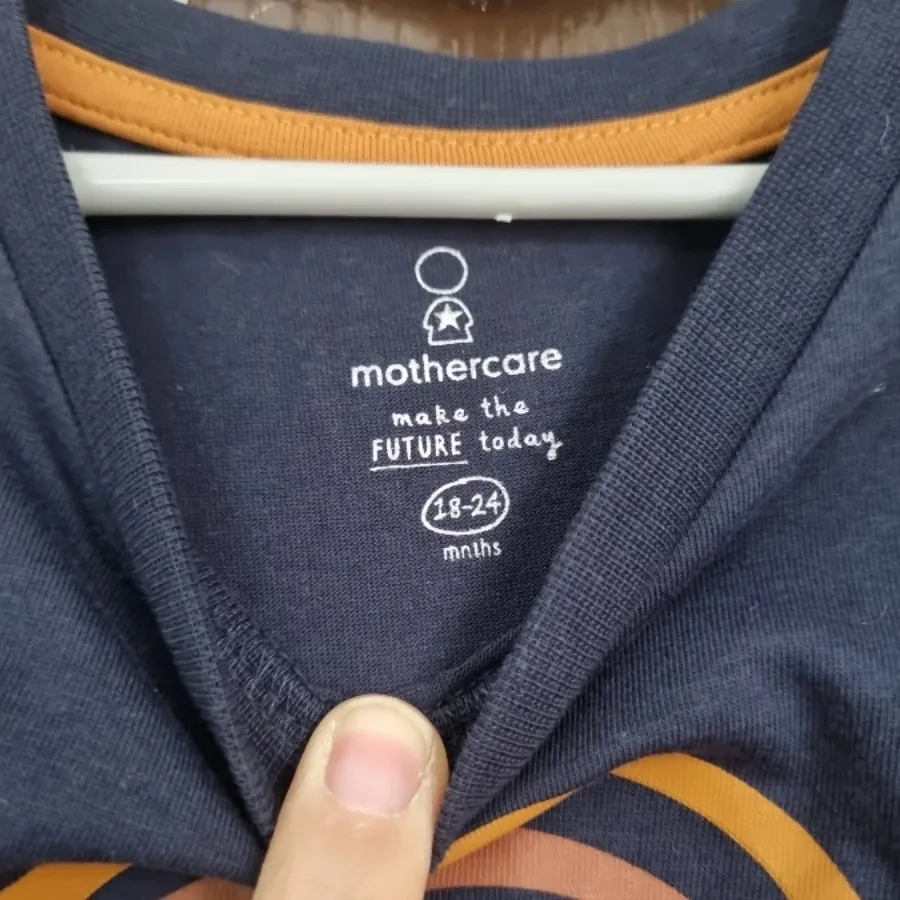 mothercare
make the
FUTURE today
18-24
mnths